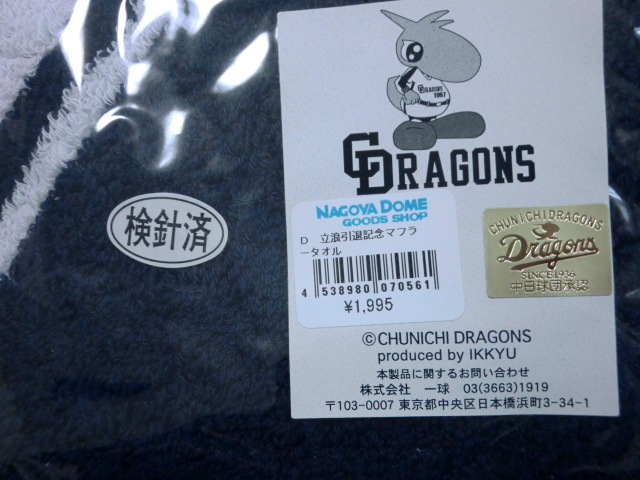 DRAGONS
1997
CDRAGONS
NAGOYA DOME
GOODS SHOP
D 立浪引退記念マフラ
ータオル
4 538980 070561
¥1,995
CHUNICHI DRAGONS
Dragons
SINCE 1936
中日球団承認
検針済
©CHUNICHI DRAGONS
produced by IKKYU
本製品に関するお問い合わせ
株式会社 一球 03(3663)1919
〒103-0007 東京都中央区日本橋浜町3-34-1